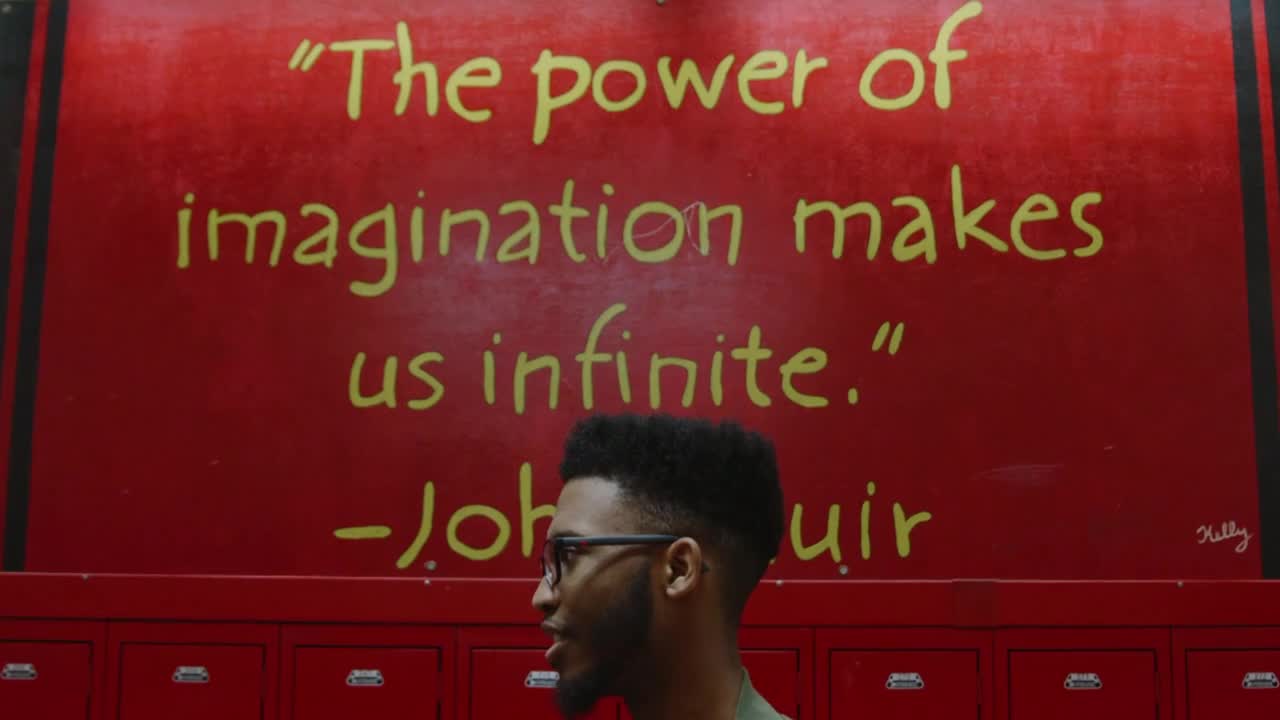 "The power of
imagination makes
us infinite."
-Joh uir
Kelly